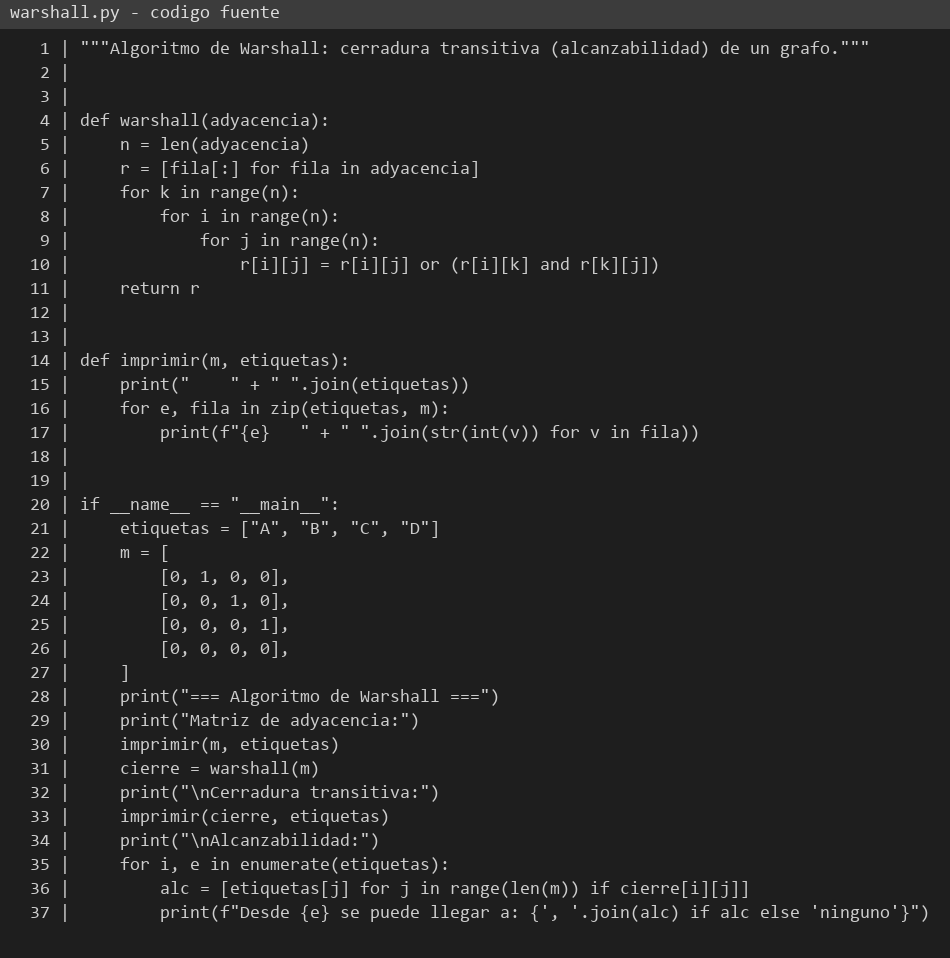 warshall.py - codigo fuente
1 | """Algoritmo de Warshall: cerradura transitiva (alcanzabilidad) de un grafo."""
2 |
3 |
4 | def warshall(adyacencia):
5 |     n = len(adyacencia)
6 |     r = [fila[:] for fila in adyacencia]
7 |     for k in range(n):
8 |         for i in range(n):
9 |             for j in range(n):
10 |                 r[i][j] = r[i][j] or (r[i][k] and r[k][j])
11 |     return r
12 |
13 |
14 | def imprimir(m, etiquetas):
15 |     print("    " + " ".join(etiquetas))
16 |     for e, fila in zip(etiquetas, m):
17 |         print(f"{e}   " + " ".join(str(int(v)) for v in fila))
18 |
19 |
20 | if __name__ == "__main__":
21 |     etiquetas = ["A", "B", "C", "D"]
22 |     m = [
23 |         [0, 1, 0, 0],
24 |         [0, 0, 1, 0],
25 |         [0, 0, 0, 1],
26 |         [0, 0, 0, 0],
27 |     ]
28 |     print("=== Algoritmo de Warshall ===")
29 |     print("Matriz de adyacencia:")
30 |     imprimir(m, etiquetas)
31 |     cierre = warshall(m)
32 |     print("\nCerradura transitiva:")
33 |     imprimir(cierre, etiquetas)
34 |     print("\nAlcanzabilidad:")
35 |     for i, e in enumerate(etiquetas):
36 |         alc = [etiquetas[j] for j in range(len(m)) if cierre[i][j]]
37 |         print(f"Desde {e} se puede llegar a: {', '.join(alc) if alc else 'ninguno'}")